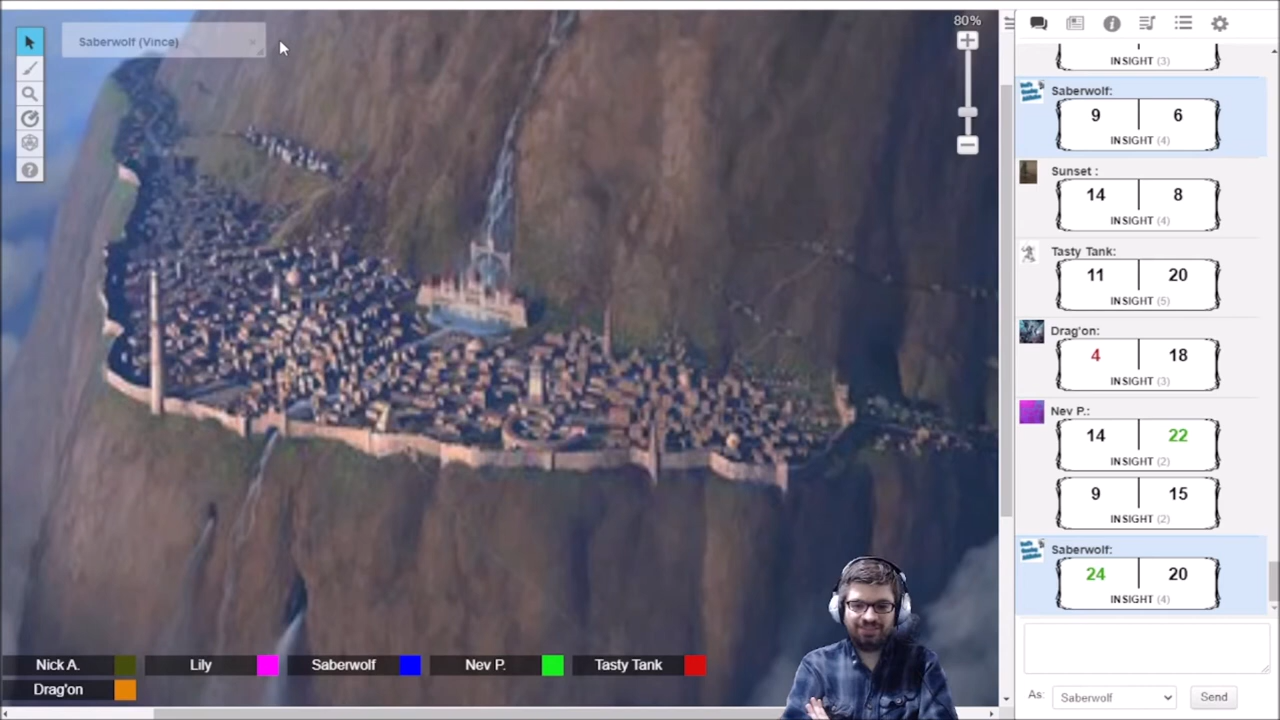 Saberwolf (Vince)
80%
INSIGHT (3)
Saberwolf:
9 6
INSIGHT (4)
Sunset :
14 8
INSIGHT (4)
Tasty Tank:
11 20
INSIGHT (5)
Drag'on:
4 18
INSIGHT (3)
Nev P.:
14 22
INSIGHT (2)
9 15
INSIGHT (2)
Saberwolf:
24 20
INSIGHT (4)
As: Saberwolf Send
Nick A. Lily Saberwolf Nev P. Tasty Tank
Drag'on